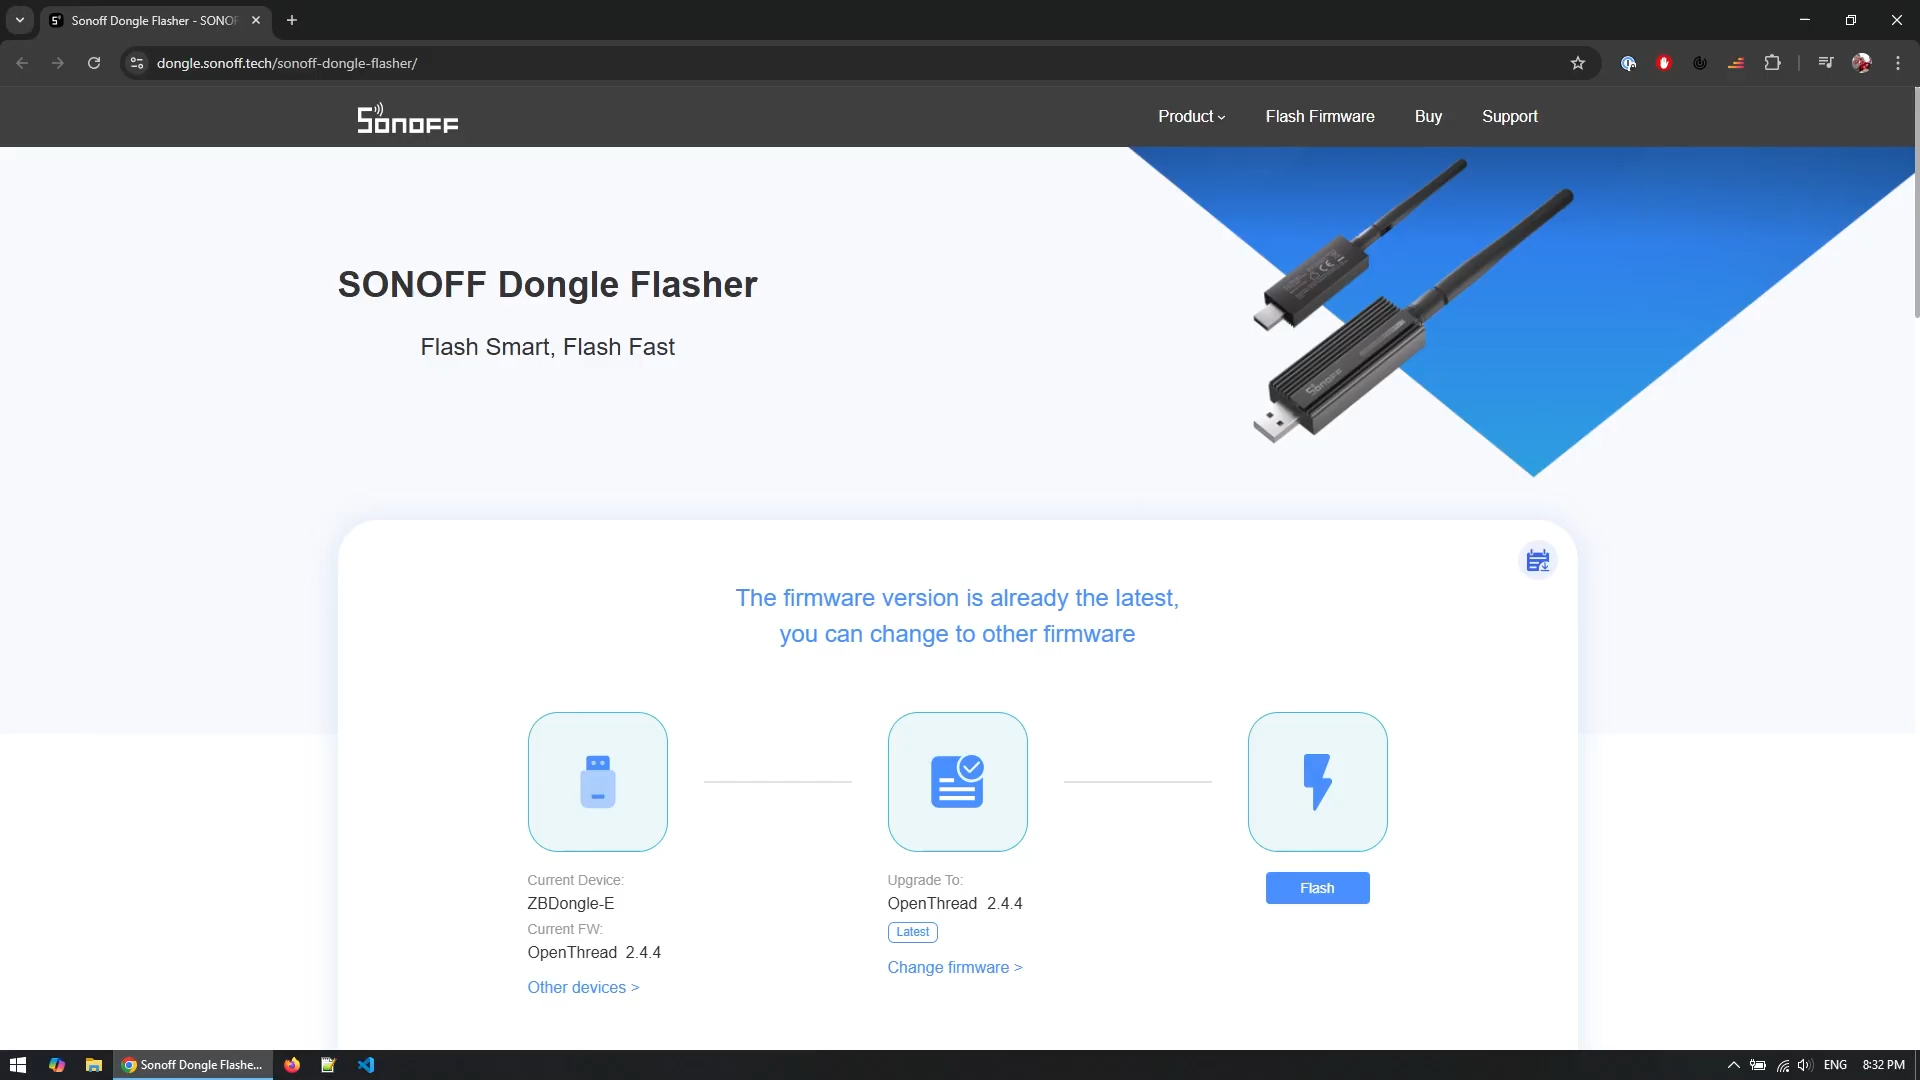 Sonoff Dongle Flasher - SONOF
dongle.sonoff.tech/sonoff-dongle-flasher/
SONOFF
Product
Flash Firmware
Buy
Support
SONOFF Dongle Flasher
Flash Smart, Flash Fast
SONOFF
The firmware version is already the latest,
you can change to other firmware
Current Device:
ZBDongle-E
Current FW:
OpenThread 2.4.4
Other devices >
Upgrade To:
OpenThread 2.4.4
Latest
Change firmware >
Flash
Sonoff Dongle Flashe...
ENG
8:32 PM